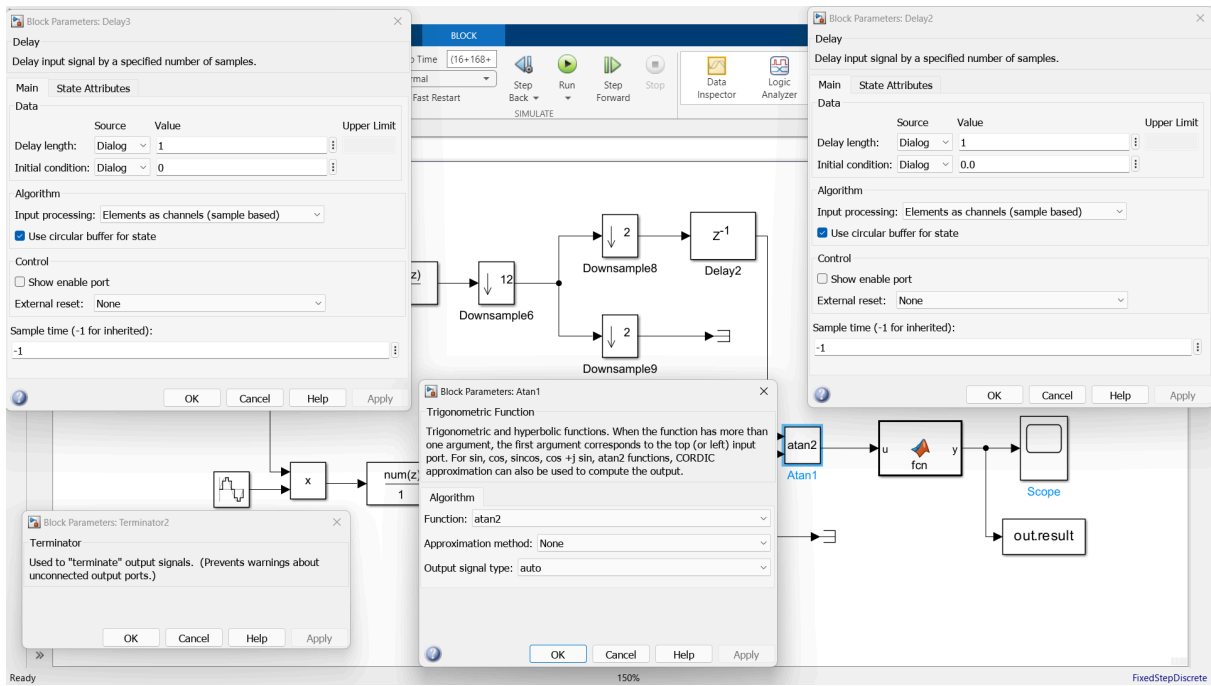 Block Parameters: Delay3
Delay
Delay input signal by a specified number of samples.
Main State Attributes
Data
Source Value Upper Limit
Delay length: Dialog 1
Initial condition: Dialog 0
Algorithm
Input processing: Elements as channels (sample based)
Use circular buffer for state
Control
Show enable port
External reset: None
Sample time (-1 for inherited):
-1
OK Cancel Help Apply
BLOCK
Time (16+168+
Fast Restart
Step Back
Run
Step Forward
Stop
SIMULATE
Data Inspector
Logic Analyzer
Block Parameters: Delay2
Delay
Delay input signal by a specified number of samples.
Main State Attributes
Data
Source Value Upper Limit
Delay length: Dialog 1
Initial condition: Dialog 0.0
Algorithm
Input processing: Elements as channels (sample based)
Use circular buffer for state
Control
Show enable port
External reset: None
Sample time (-1 for inherited):
-1
OK Cancel Help Apply
z)
12
Downsample6
2
Downsample8
z-1
Delay2
2
Downsample9
x
num(z)
1
Block Parameters: Atan1
Trigonometric Function
Trigonometric and hyperbolic functions. When the function has more than
one argument, the first argument corresponds to the top (or left) input
port. For sin, cos, sincos, cos +j sin, atan2 functions, CORDIC
approximation can also be used to compute the output.
Algorithm
Function: atan2
Approximation method: None
Output signal type: auto
OK Cancel Help Apply
atan2
Atan1
u fcn y
Scope
out.result
Block Parameters: Terminator2
Terminator
Used to "terminate" output signals. (Prevents warnings about
unconnected output ports.)
OK Cancel Help Apply
Ready 150% FixedStepDiscrete